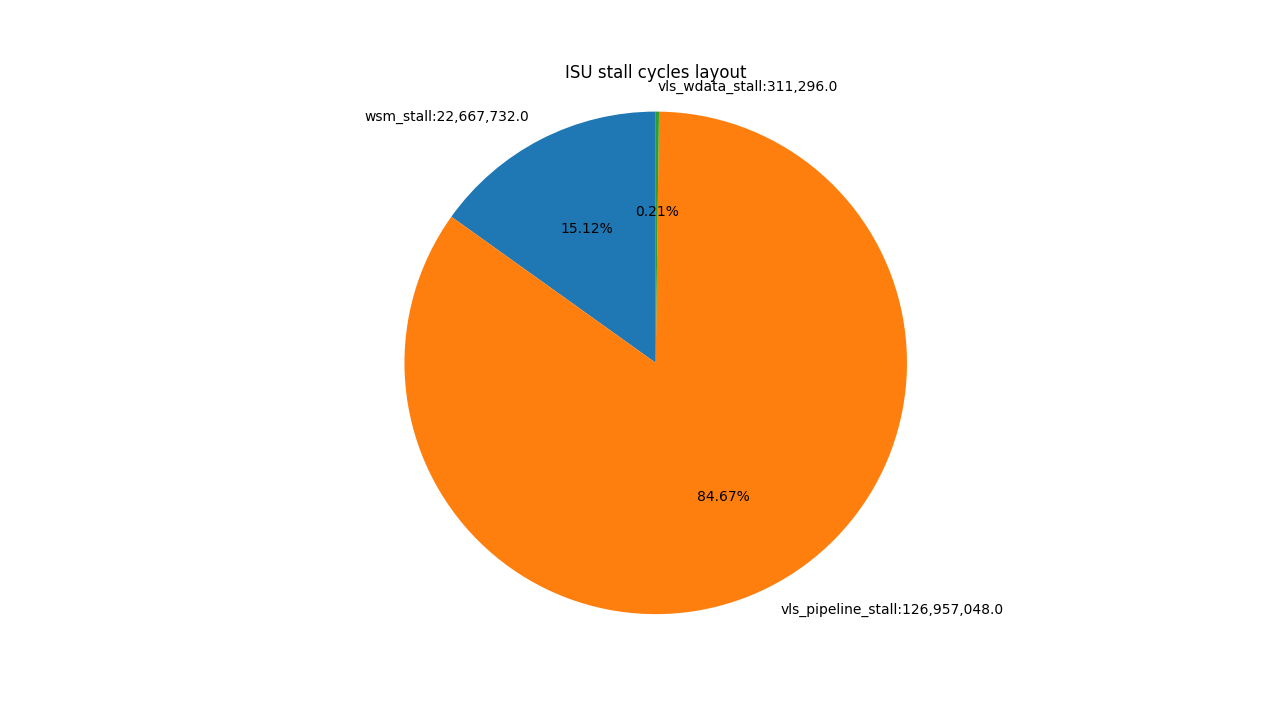 ISU stall cycles layout
vls_wdata_stall:311,296.0
wsm_stall:22,667,732.0
0.21%
15.12%
84.67%
vls_pipeline_stall:126,957,048.0